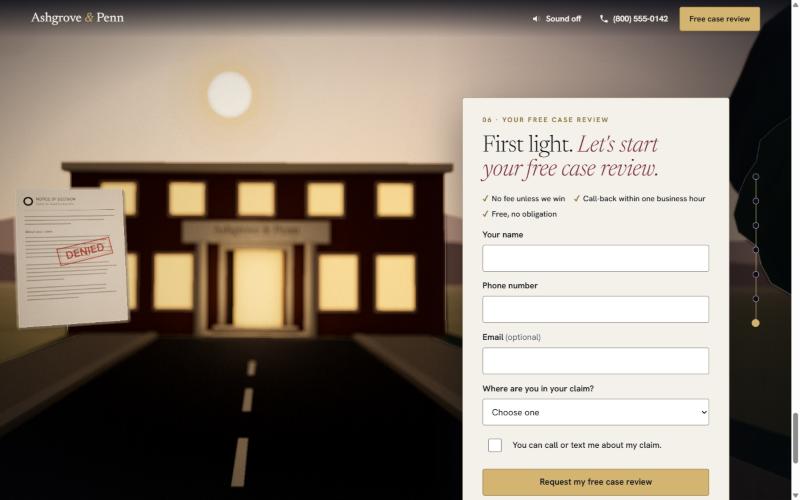 Ashgrove & Penn
Sound off
(800) 555-0142
Free case review
06 · YOUR FREE CASE REVIEW
First light. Let's start
your free case review.
✓ No fee unless we win ✓ Call-back within one business hour
✓ Free, no obligation
Your name
Phone number
Email (optional)
Where are you in your claim?
Choose one
You can call or text me about my claim.
Request my free case review
NOTICE OF DECISION
DENIED
Ashgrove & Penn